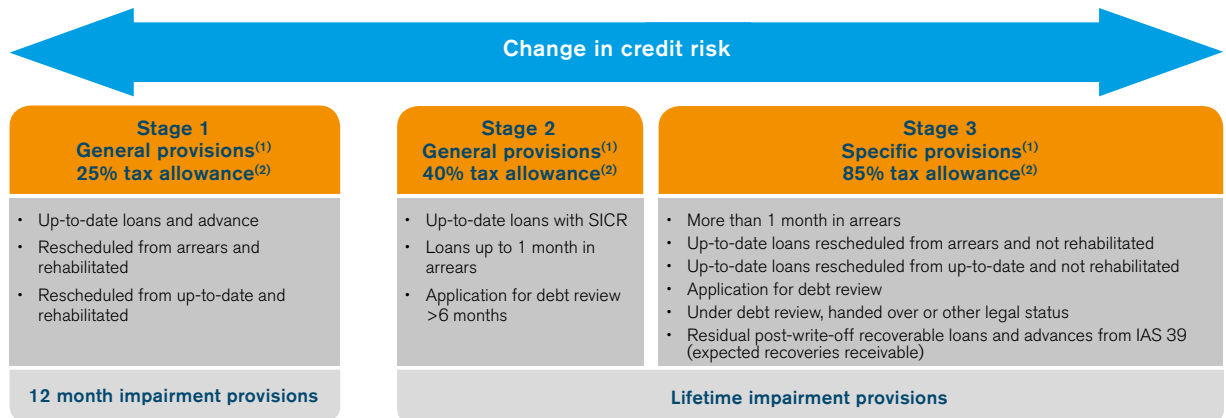 Change in credit risk
Stage 1
General provisions(1)
25% tax allowance(2)
• Up-to-date loans and advance
• Rescheduled from arrears and
rehabilitated
• Rescheduled from up-to-date and
rehabilitated
12 month impairment provisions
Stage 2
General provisions(1)
40% tax allowance(2)
• Up-to-date loans with SICR
• Loans up to 1 month in
arrears
• Application for debt review
>6 months
Stage 3
Specific provisions(1)
85% tax allowance(2)
• More than 1 month in arrears
• Up-to-date loans rescheduled from arrears and not rehabilitated
• Up-to-date loans rescheduled from up-to-date and not rehabilitated
• Application for debt review
• Under debt review, handed over or other legal status
• Residual post-write-off recoverable loans and advances from IAS 39
(expected recoveries receivable)
Lifetime impairment provisions